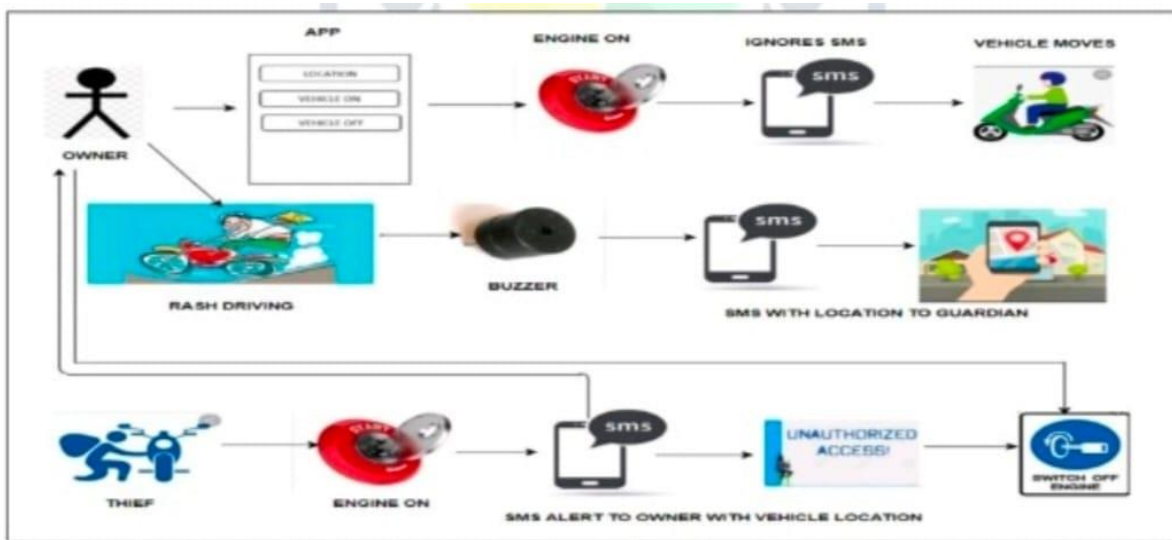 APP
ENGINE ON
IGNORES SMS
VEHICLE MOVES
LOCATION
VEHICLE ON
VEHICLE OFF
START
sms
OWNER
sms
RASH DRIVING
BUZZER
SMS WITH LOCATION TO GUARDIAN
START
sms
UNAUTHORIZED
ACCESS!
SWITCH OFF
ENGINE
THIEF
ENGINE ON
SMS ALERT TO OWNER WITH VEHICLE LOCATION